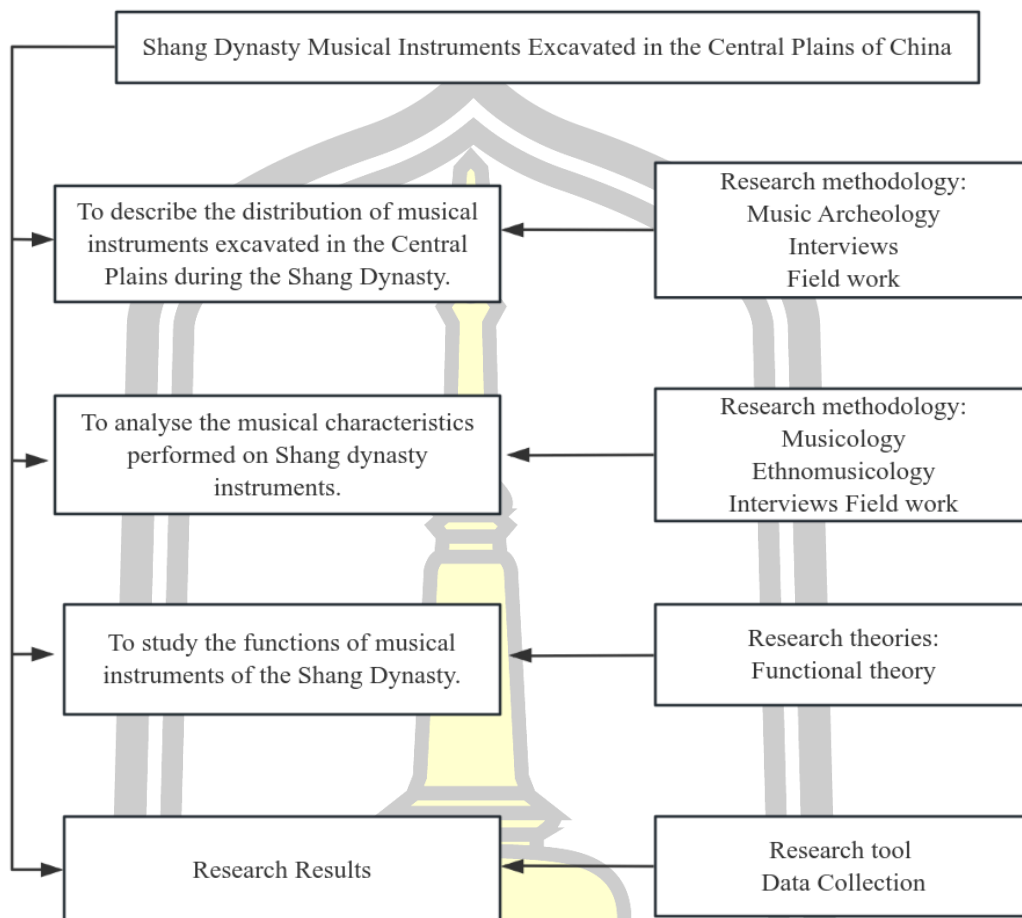 Shang Dynasty Musical Instruments Excavated in the Central Plains of China
To describe the distribution of musical
instruments excavated in the Central
Plains during the Shang Dynasty.
Research methodology:
Music Archeology
Interviews
Field work
To analyse the musical characteristics
performed on Shang dynasty
instruments.
Research methodology:
Musicology
Ethnomusicology
Interviews Field work
To study the functions of musical
instruments of the Shang Dynasty.
Research theories:
Functional theory
Research Results
Research tool
Data Collection